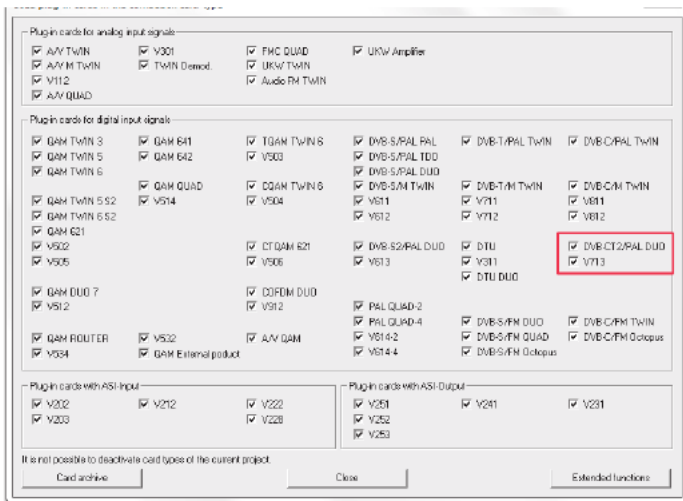 Plug-in cards for analog input signals
A/V TWIN V301 FMC QUAD UKW Amplifier
A/V M TWIN TWIN Demod. UKW TWIN
V112 Audio FM TWIN
A/V QUAD
Plug-in cards for digital input signals
QAM TWIN 3 QAM 641 TQAM TWIN 6 DVB-S/PAL PAL DVB-T/PAL TWIN DVB-C/PAL TWIN
QAM TWIN 5 QAM 642 V503 DVB-S/PAL TDD
QAM TWIN 6 DVB-S/PAL DUO
QAM QUAD CQAM TWIN 6 DVB-S/M TWIN DVB-T/M TWIN DVB-C/M TWIN
QAM TWIN 5 S2 V514 V504 V611 V711 V811
QAM TWIN 6 S2 V612 V712 V812
QAM 621
V502 CTQAM 621 DVB-S2/PAL DUO DTU DVB-CT2/PAL DUO
V505 V506 V613 V311 V713
DTU DUO
QAM DUO 7 COFDM DUO
V512 V912 PAL QUAD-2
PAL QUAD-4 DVB-S/FM DUO DVB-C/FM TWIN
QAM ROUTER V532 A/V QAM V614-2 DVB-S/FM QUAD DVB-C/FM Octopus
V534 QAM External poduct V614-4 DVB-S/FM Octopus
Plug-in cards with ASI-Input
V202 V212 V222
V203 V228
Plug-in cards with ASI-Output
V251 V241 V231
V252
V253
It is not possible to deactivate card types of the current project.
Card archive Close Extended functions